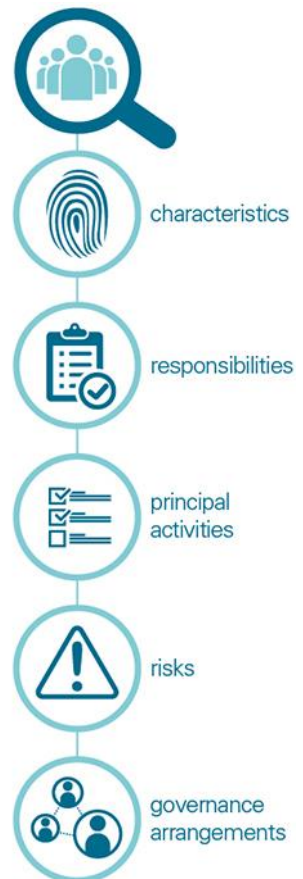 characteristics
responsibilities
principal
activities
risks
governance
arrangements